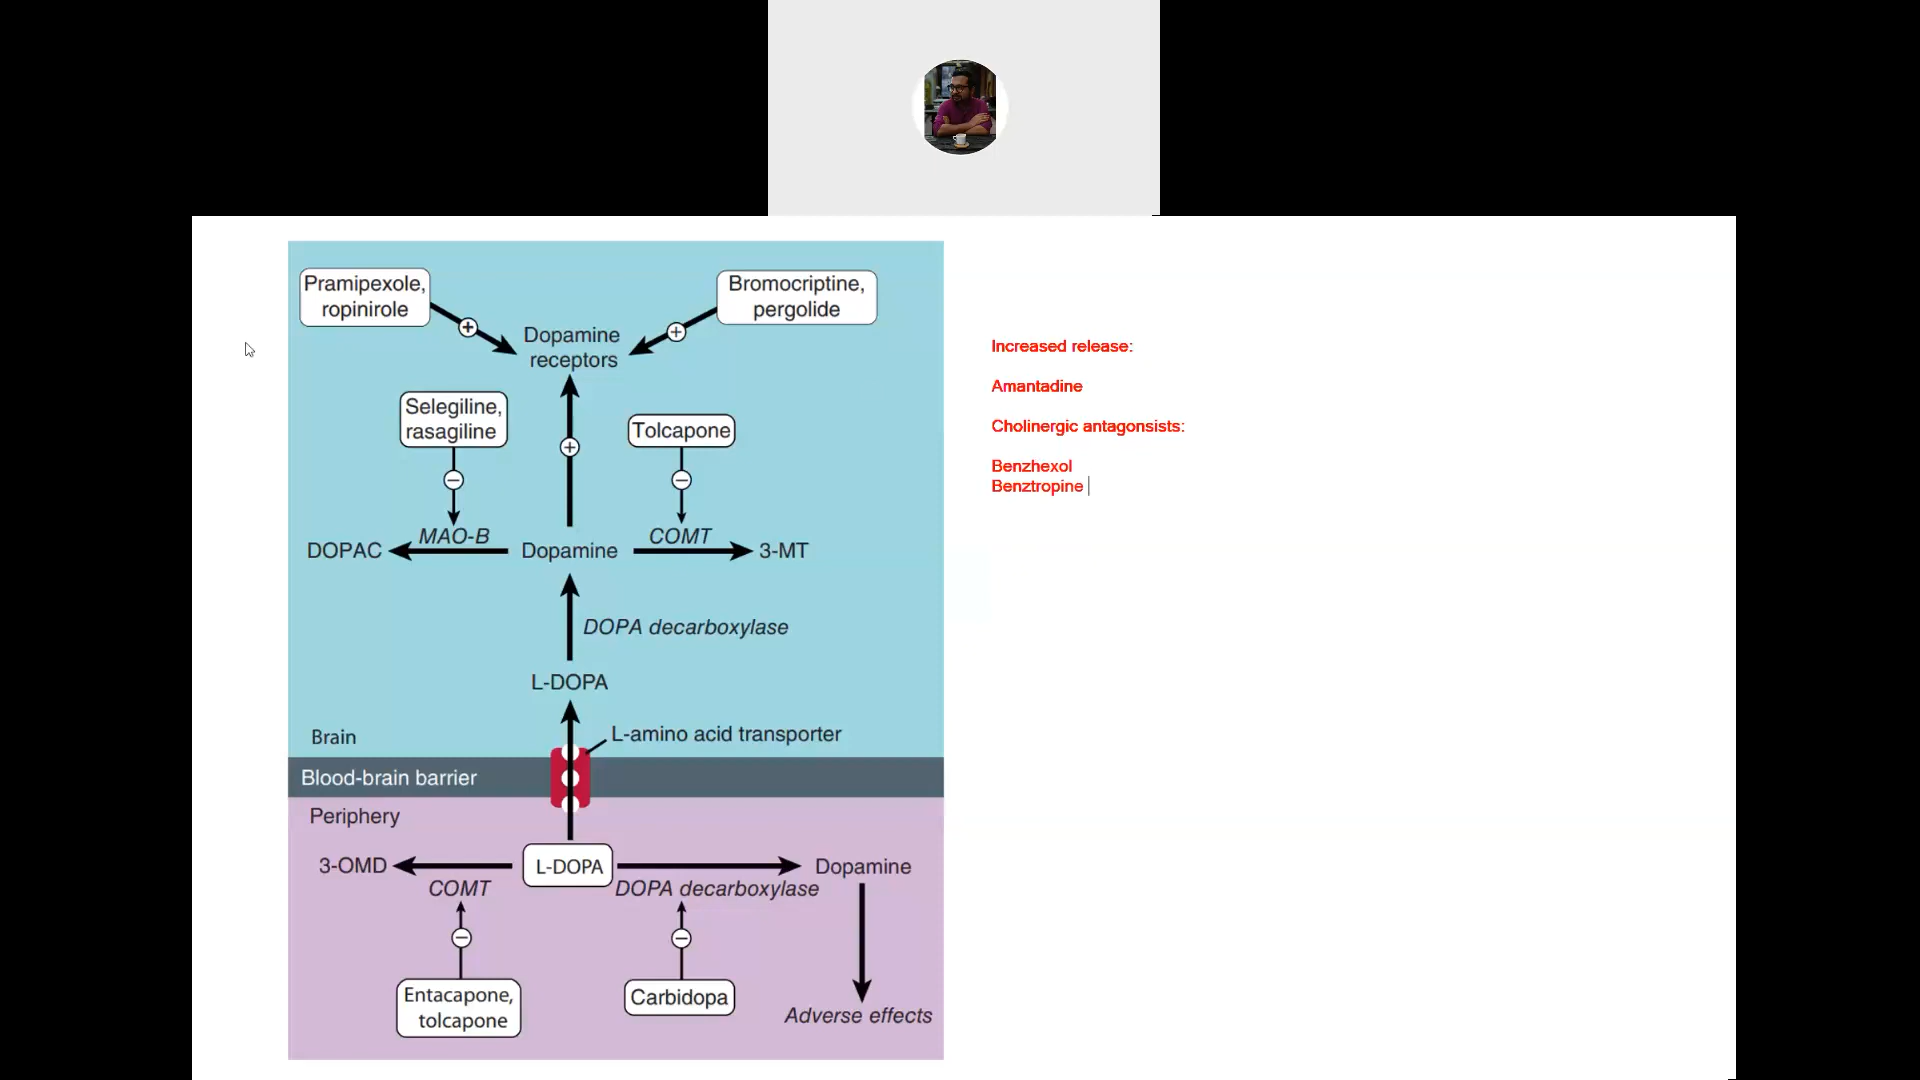 Pramipexole,
ropinirole
Bromocriptine,
pergolide
Dopamine
receptors
Selegiline,
rasagiline
Tolcapone
MAO-B
COMT
DOPAC
Dopamine
3-MT
DOPA decarboxylase
L-DOPA
L-amino acid transporter
Brain
Blood-brain barrier
Periphery
3-OMD
L-DOPA
Dopamine
COMT
DOPA decarboxylase
Entacapone,
tolcapone
Carbidopa
Adverse effects
Increased release:
Amantadine
Cholinergic antagonsists:
Benzhexol
Benztropine